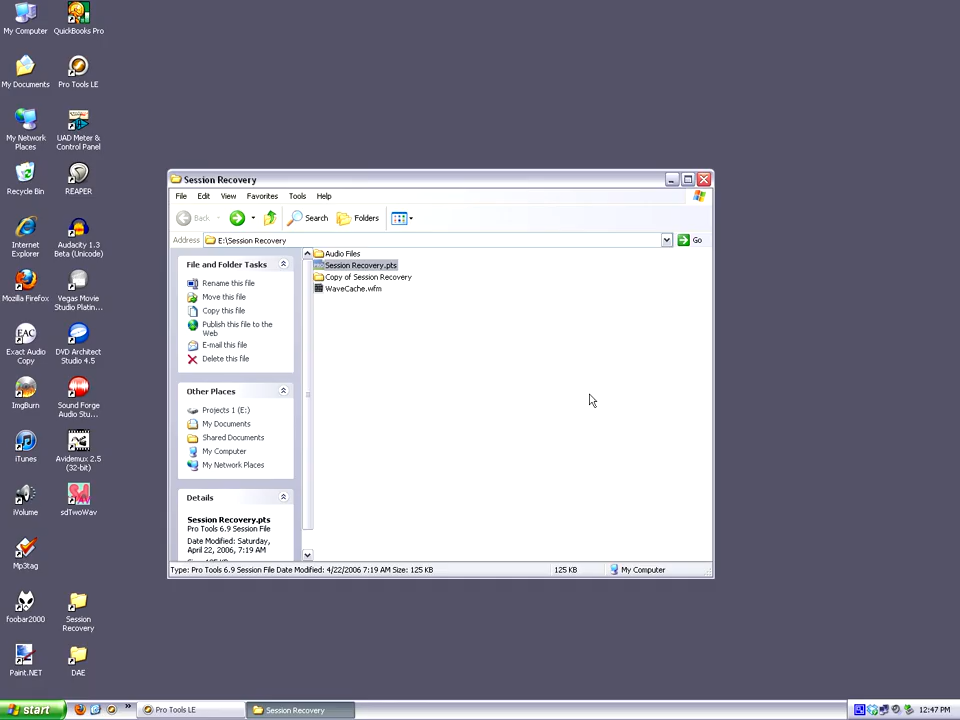 My Computer
QuickBooks Pro
My Documents
Pro Tools LE
My Network
Places
UAD Meter &
Control Panel
Recycle Bin
REAPER
Internet
Explorer
Audacity 1.3
Beta (Unicode)
Mozilla Firefox
Vegas Movie
Studio Platin...
EAC
Exact Audio
Copy
DVD Architect
Studio 4.5
ImgBurn
Sound Forge
Audio Stu...
iTunes
Avidemux 2.5
(32-bit)
iVolume
sdTwoWav
Mp3tag
foobar2000
Session
Recovery
Paint.NET
DAE
Session Recovery
File Edit View Favorites Tools Help
Back Search Folders
Address E:\Session Recovery Go
File and Folder Tasks
Rename this file
Move this file
Copy this file
Publish this file to the
Web
E-mail this file
Delete this file
Other Places
Projects 1 (E:)
My Documents
Shared Documents
My Computer
My Network Places
Details
Session Recovery.pts
Pro Tools 6.9 Session File
Date Modified: Saturday,
April 22, 2006, 7:19 AM
Audio Files
Session Recovery.pts
Copy of Session Recovery
WaveCache.wfm
Type: Pro Tools 6.9 Session File Date Modified: 4/22/2006 7:19 AM Size: 125 KB 125 KB My Computer
start » Pro Tools LE Session Recovery 12:47 PM